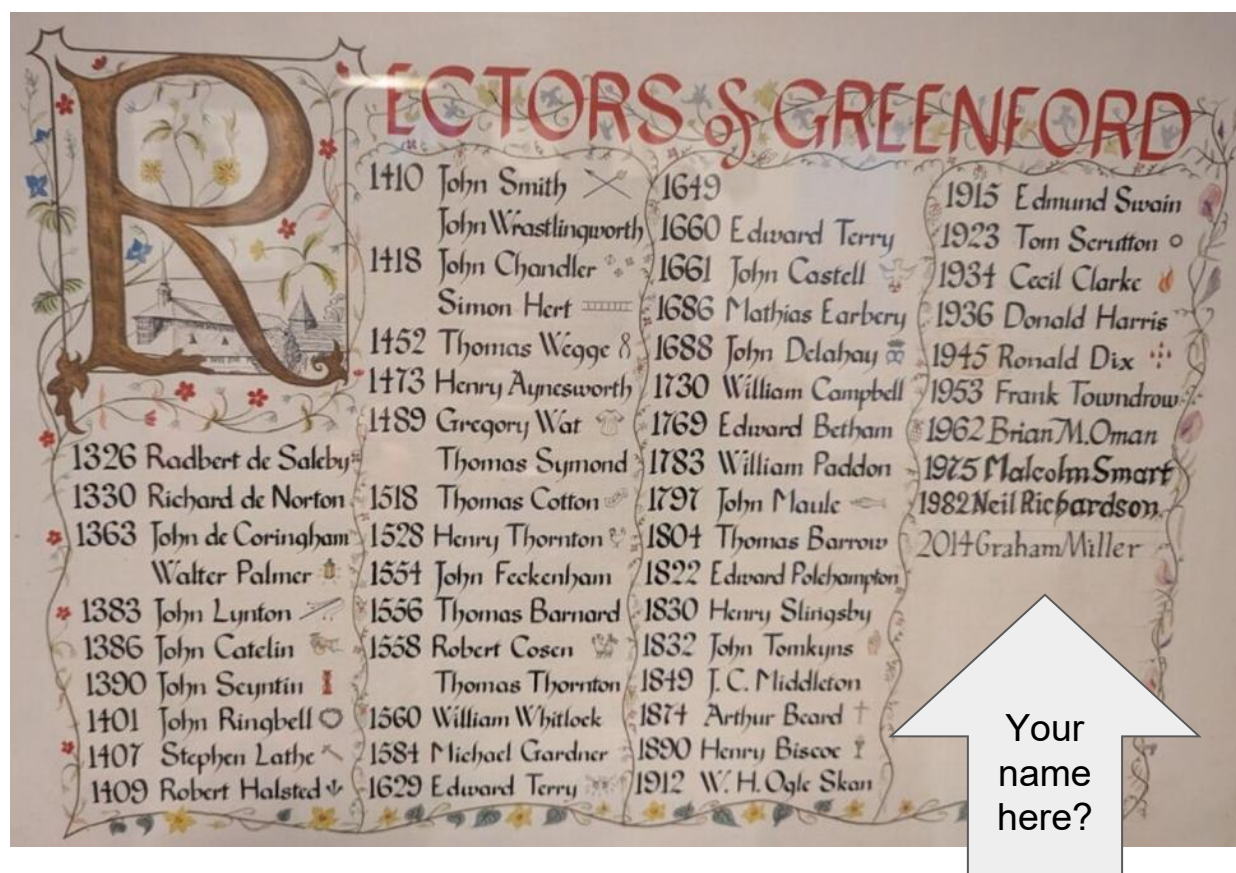 RECTORS of GREENFORD
1326 Radbert de Saleby
1330 Richard de Norton
1363 John de Coringham
Walter Palmer
1383 John Lynton
1386 John Catelin
1390 John Seyntin
1401 John Ringbell
1407 Stephen Lathe
1409 Robert Halsted
1410 John Smith
John Wrastlingworth
1418 John Chandler
Simon Hert
1452 Thomas Wegge
1473 Henry Aynesworth
1489 Gregory Wat
Thomas Symond
1518 Thomas Cotton
1528 Henry Thornton
1554 John Feckenham
1556 Thomas Barnard
1558 Robert Cosen
Thomas Thornton
1560 William Whitlock
1584 Michael Gardner
1629 Edward Terry
1649
1660 Edward Terry
1661 John Castell
1686 Mathias Earbery
1688 John Delahay
1730 William Campbell
1769 Edward Betham
1783 William Paddon
1797 John Maule
1804 Thomas Barrow
1822 Edward Polehampton
1830 Henry Slingsby
1832 John Tomkyns
1849 J. C. Middleton
1874 Arthur Beard
1890 Henry Biscoe
1912 W. H. Ogle Skan
1915 Edmund Swain
1923 Tom Scrutton
1934 Cecil Clarke
1936 Donald Harris
1945 Ronald Dix
1953 Frank Towndrow
1962 Brian M. Oman
1975 Malcolm Smart
1982 Neil Richardson
2014 Graham Miller
Your
name
here?